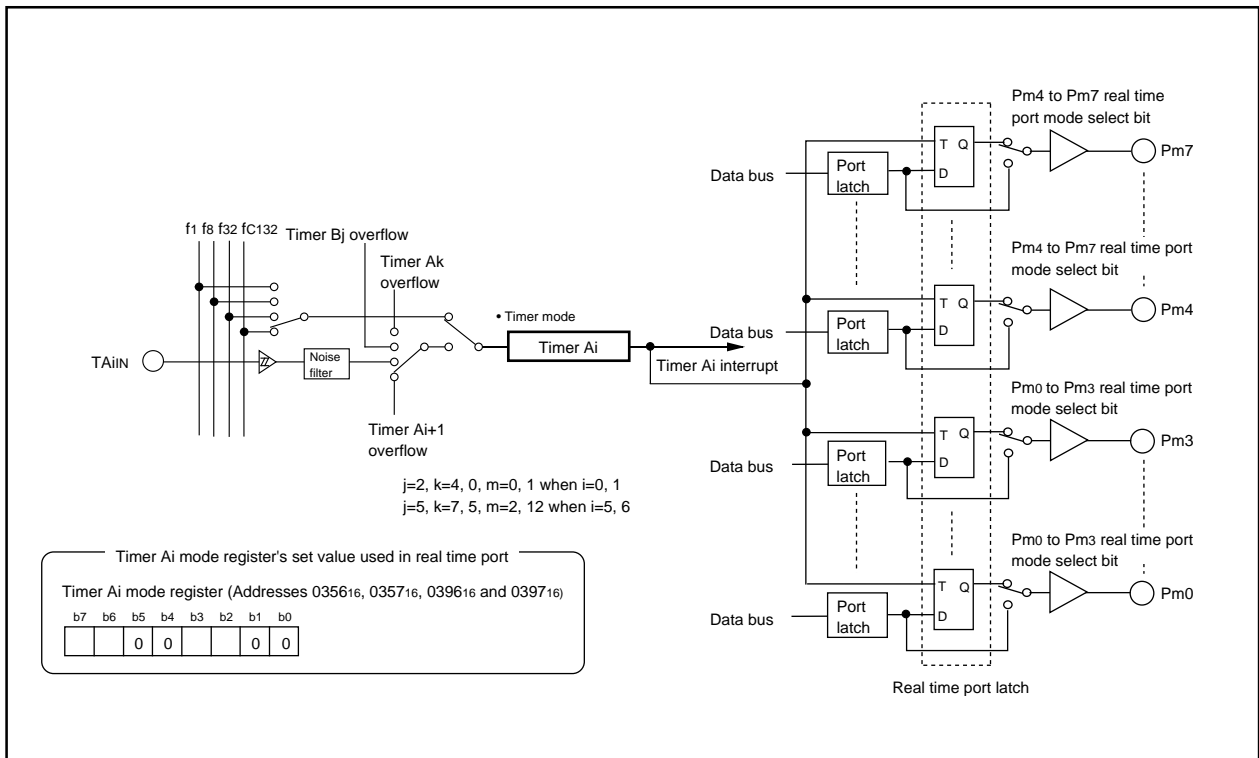 Pm4 to Pm7 real time
port mode select bit
T Q
D
Pm7
Data bus
Port
latch
f1 f8 f32 fC132
Timer Bj overflow
Timer Ak
overflow
Pm4 to Pm7 real time port
mode select bit
T Q
D
Pm4
Data bus
Port
latch
• Timer mode
Timer Ai
Timer Ai interrupt
TAiIN
Noise
filter
Timer Ai+1
overflow
Pm0 to Pm3 real time port
mode select bit
T Q
D
Pm3
Data bus
Port
latch
j=2, k=4, 0, m=0, 1 when i=0, 1
j=5, k=7, 5, m=2, 12 when i=5, 6
Pm0 to Pm3 real time port
mode select bit
T Q
D
Pm0
Data bus
Port
latch
Real time port latch
Timer Ai mode register's set value used in real time port
Timer Ai mode register (Addresses 035616, 035716, 039616 and 039716)
b7 b6 b5 b4 b3 b2 b1 b0
0 0 0 0